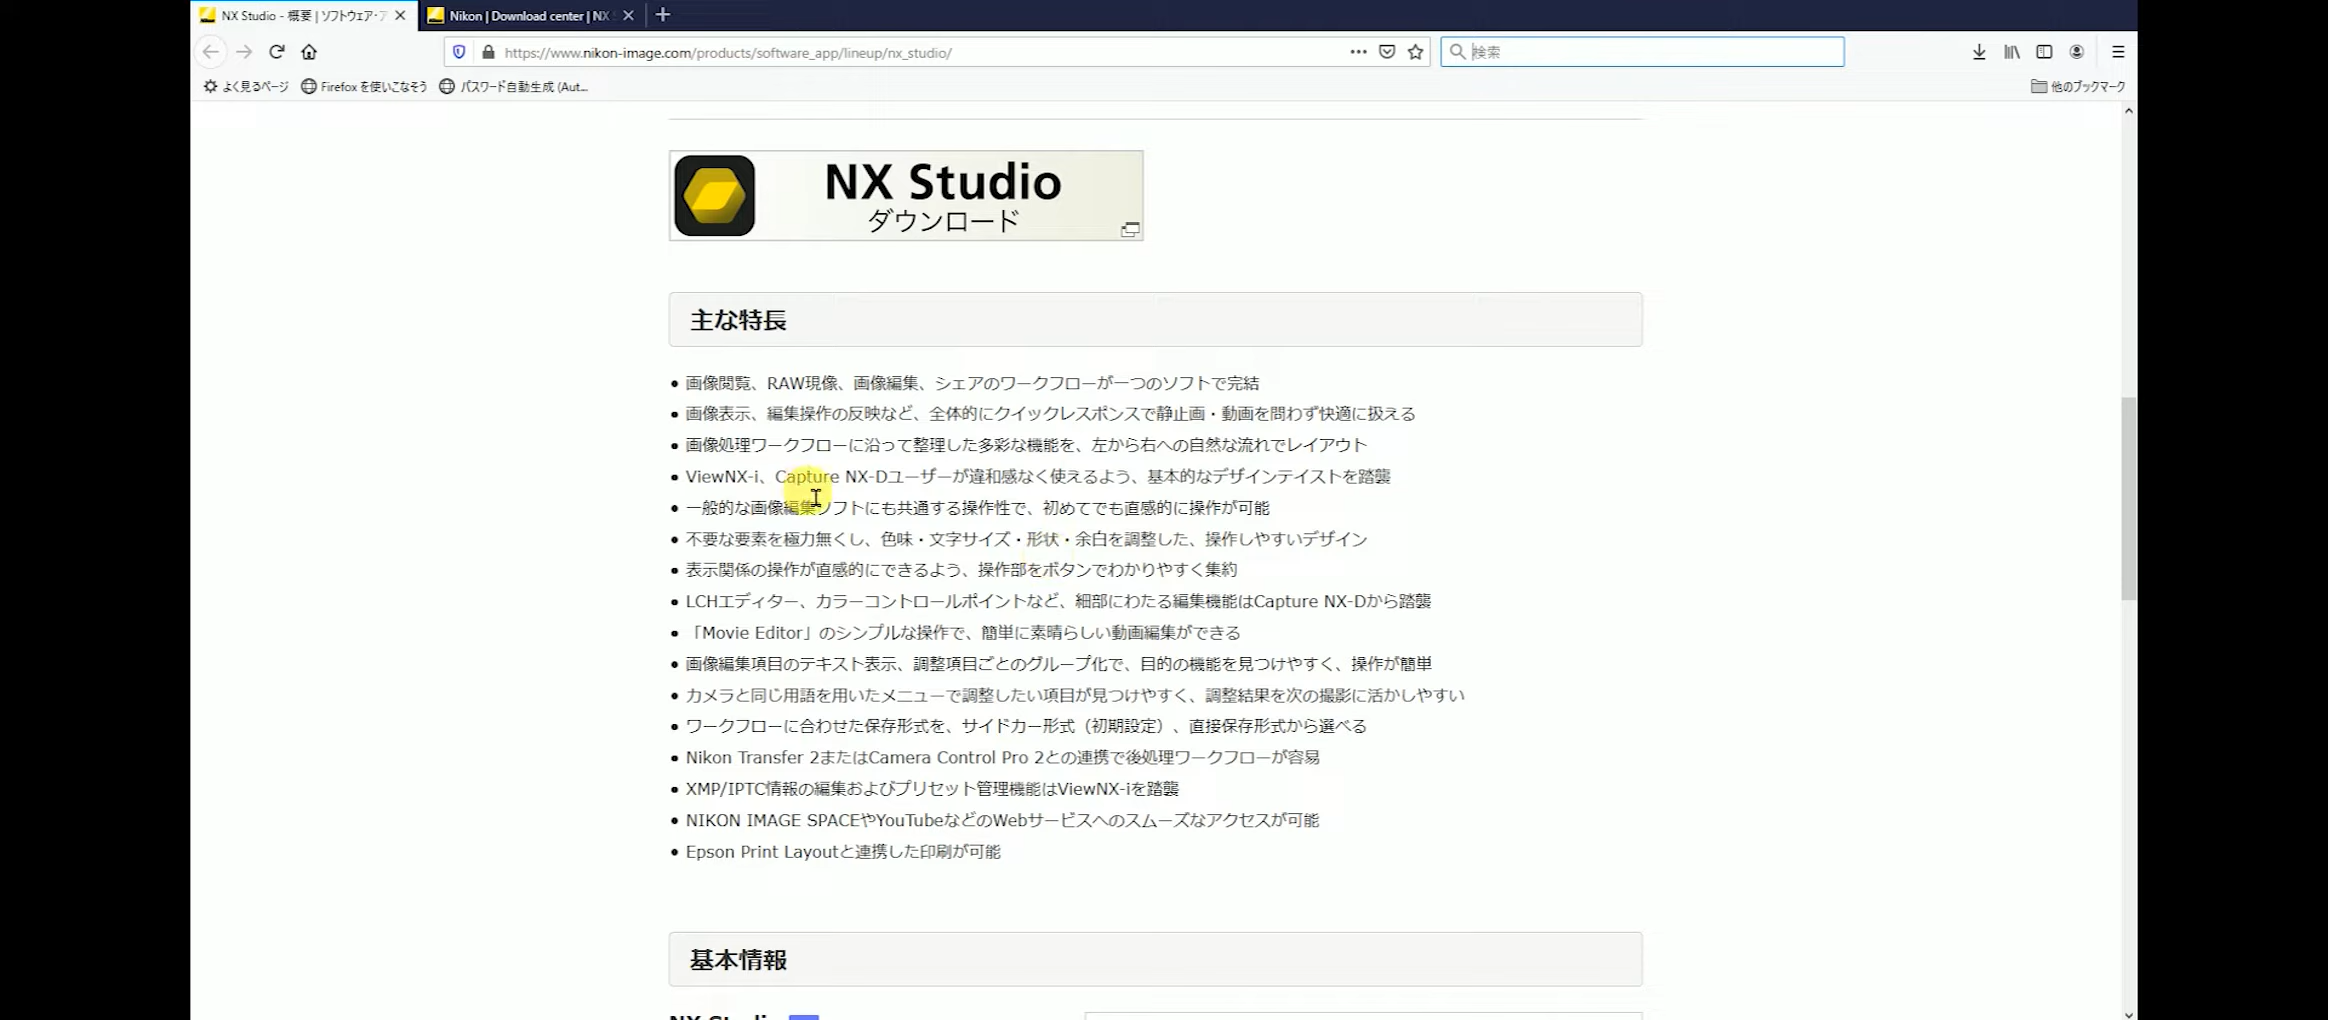 NX Studio - 概要 | ソフトウェア・ア
Nikon | Download center | NX
https://www.nikon-image.com/products/software_app/lineup/nx_studio/
検索
よく見るページ
Firefox を使いこなそう
パスワード自動生成 (Aut...
他のブックマーク
NX Studio
ダウンロード
主な特長
• 画像閲覧、RAW現像、画像編集、シェアのワークフローが一つのソフトで完結
• 画像表示、編集操作の反映など、全体的にクイックレスポンスで静止画・動画を問わず快適に扱える
• 画像処理ワークフローに沿って整理した多彩な機能を、左から右への自然な流れでレイアウト
• ViewNX-i、Capture NX-Dユーザーが違和感なく使えるよう、基本的なデザインテイストを踏襲
• 一般的な画像編集ソフトにも共通する操作性で、初めてでも直感的に操作が可能
• 不要な要素を極力無くし、色味・文字サイズ・形状・余白を調整した、操作しやすいデザイン
• 表示関係の操作が直感的にできるよう、操作部をボタンでわかりやすく集約
• LCHエディター、カラーコントロールポイントなど、細部にわたる編集機能はCapture NX-Dから踏襲
• 「Movie Editor」のシンプルな操作で、簡単に素晴らしい動画編集ができる
• 画像編集項目のテキスト表示、調整項目ごとのグループ化で、目的の機能を見つけやすく、操作が簡単
• カメラと同じ用語を用いたメニューで調整したい項目が見つけやすく、調整結果を次の撮影に活かしやすい
• ワークフローに合わせた保存形式を、サイドカー形式（初期設定）、直接保存形式から選べる
• Nikon Transfer 2またはCamera Control Pro 2との連携で後処理ワークフローが容易
• XMP/IPTC情報の編集およびプリセット管理機能はViewNX-iを踏襲
• NIKON IMAGE SPACEやYouTubeなどのWebサービスへのスムーズなアクセスが可能
• Epson Print Layoutと連携した印刷が可能
基本情報
NX Studio